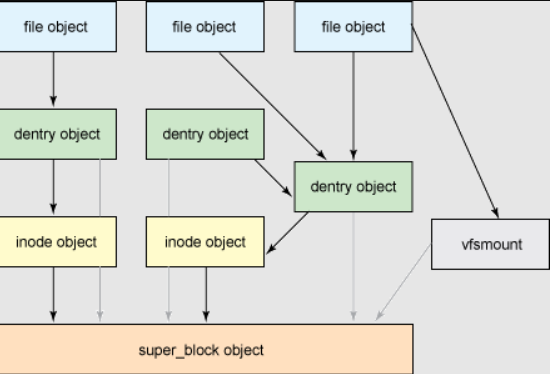 file object
file object
file object
dentry object
dentry object
dentry object
inode object
inode object
vfsmount
super_block object